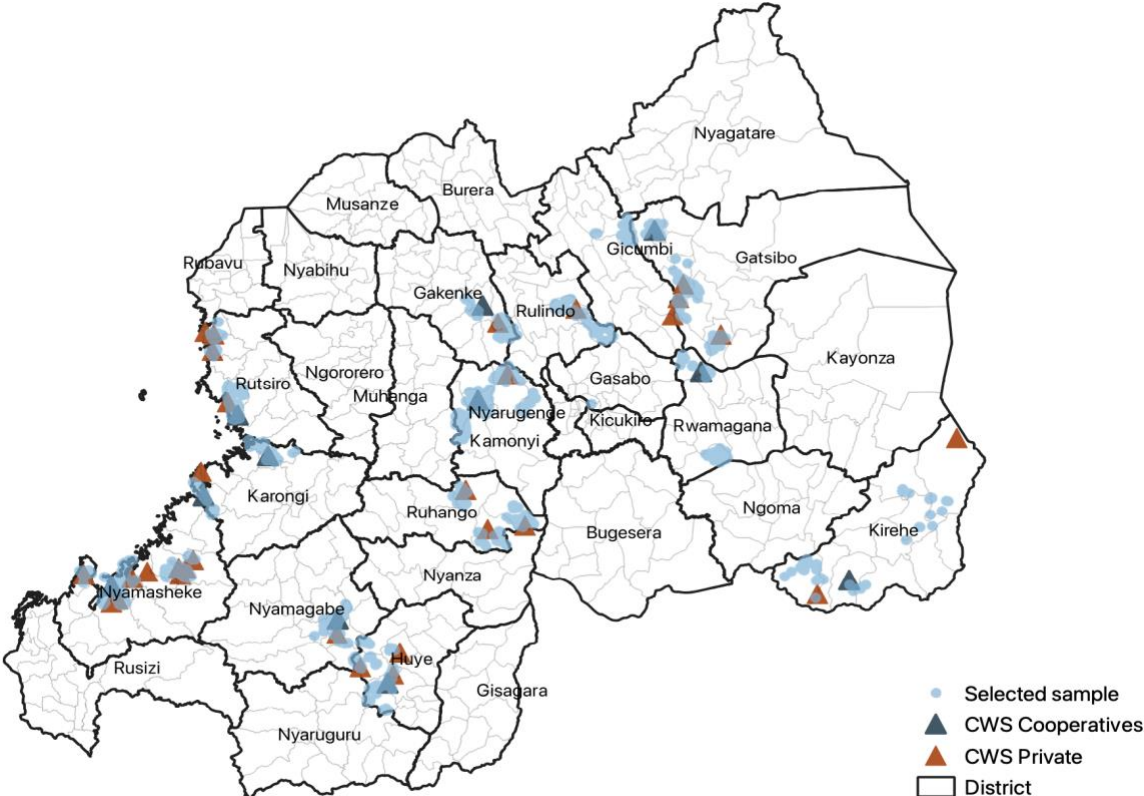 Nyagatare
Burera
Musanze
Gicumbi
Gatsibo
Rubavu
Nyabihu
Gakenke
Rulindo
Kayonza
Ngororero
Gasabo
Rutsiro
Muhanga
Nyarugenge
Kicukiro
Rwamagana
Kamonyi
Karongi
Ngoma
Ruhango
Kirehe
Bugesera
Nyanza
Nyamasheke
Nyamagabe
Huye
Rusizi
Gisagara
Nyaruguru
Selected sample
CWS Cooperatives
CWS Private
District